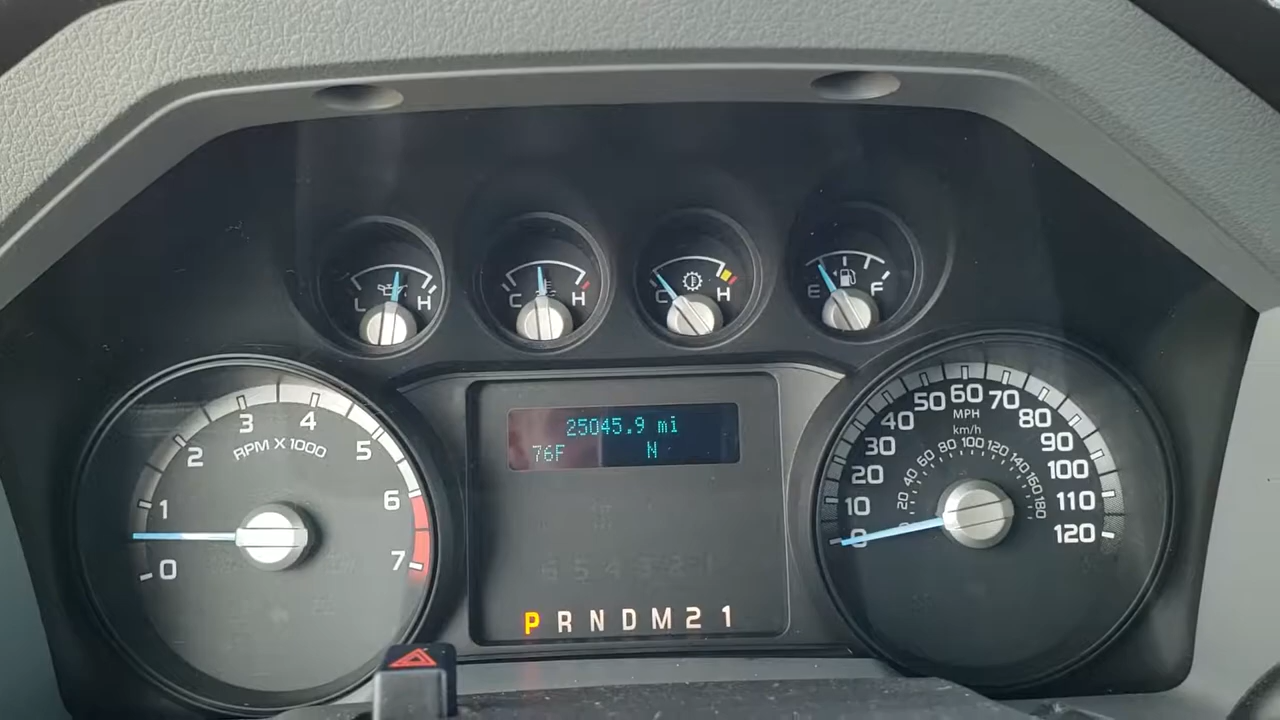 L H
C H
C H
E F
0 1 2 3 4 5 6 7
RPM X 1000
25045.9 mi
76F N
P R N D M 2 1
0 10 20 30 40 50 60 70 80 90 100 110 120
MPH
km/h
0 20 40 60 80 100 120 140 160 180